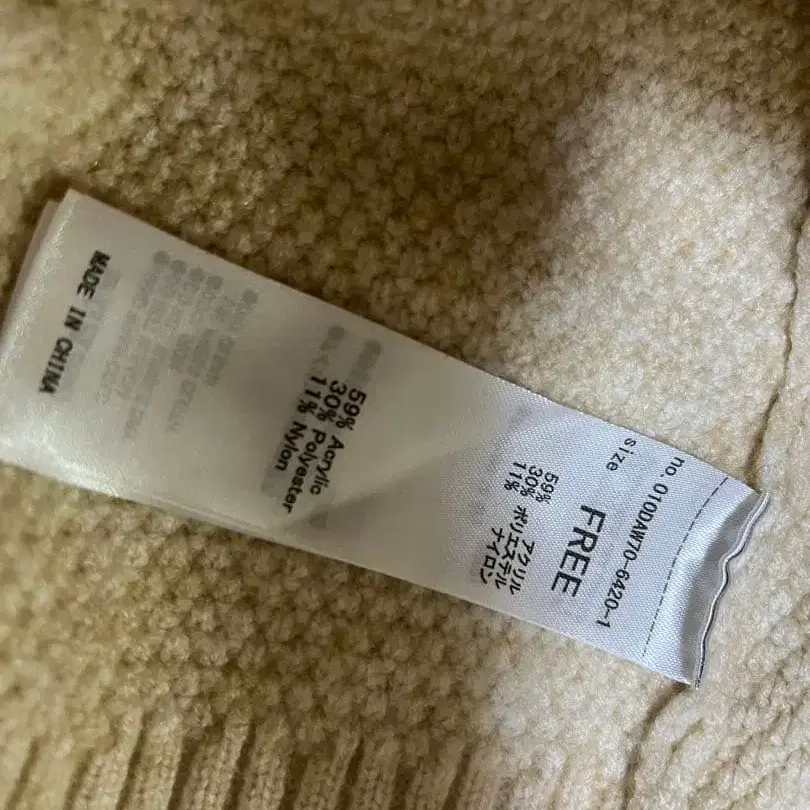 no. 010DAW70-6420-1
size
FREE
59% アクリル
30% ポリエステル
11% ナイロン
59% Acrylic
30% Polyester
11% Nylon
MADE IN CHINA